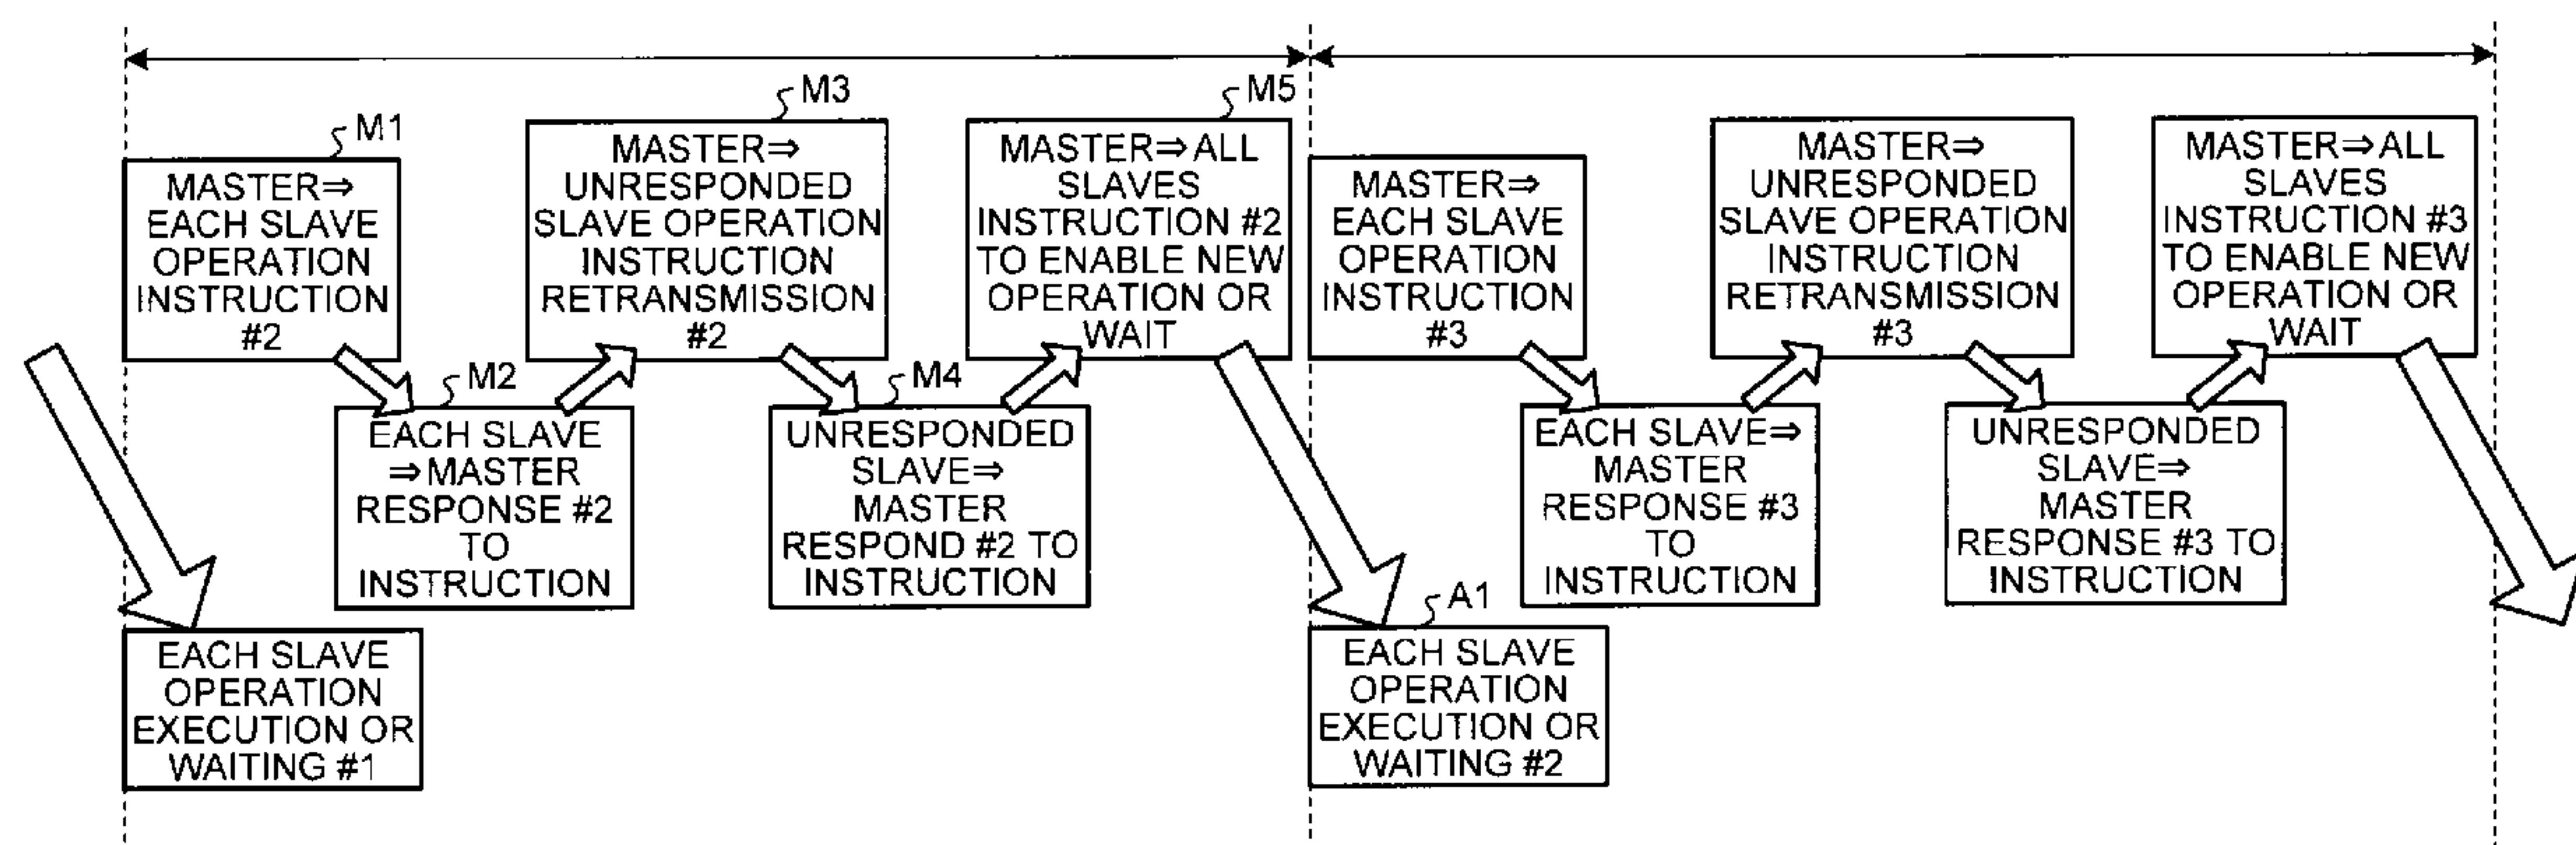 M1
MASTER⇒
EACH SLAVE
OPERATION
INSTRUCTION
#2
M2
EACH SLAVE
⇒MASTER
RESPONSE #2
TO
INSTRUCTION
M3
MASTER⇒
UNRESPONDED
SLAVE OPERATION
INSTRUCTION
RETRANSMISSION
#2
M4
UNRESPONDED
SLAVE⇒
MASTER
RESPOND #2 TO
INSTRUCTION
M5
MASTER⇒ALL
SLAVES
INSTRUCTION #2
TO ENABLE NEW
OPERATION OR
WAIT
EACH SLAVE
OPERATION
EXECUTION OR
WAITING #1
MASTER⇒
EACH SLAVE
OPERATION
INSTRUCTION
#3
EACH SLAVE⇒
MASTER
RESPONSE #3
TO
INSTRUCTION
MASTER⇒
UNRESPONDED
SLAVE OPERATION
INSTRUCTION
RETRANSMISSION
#3
UNRESPONDED
SLAVE⇒
MASTER
RESPONSE #3 TO
INSTRUCTION
MASTER⇒ALL
SLAVES
INSTRUCTION #3
TO ENABLE NEW
OPERATION OR
WAIT
A1
EACH SLAVE
OPERATION
EXECUTION OR
WAITING #2